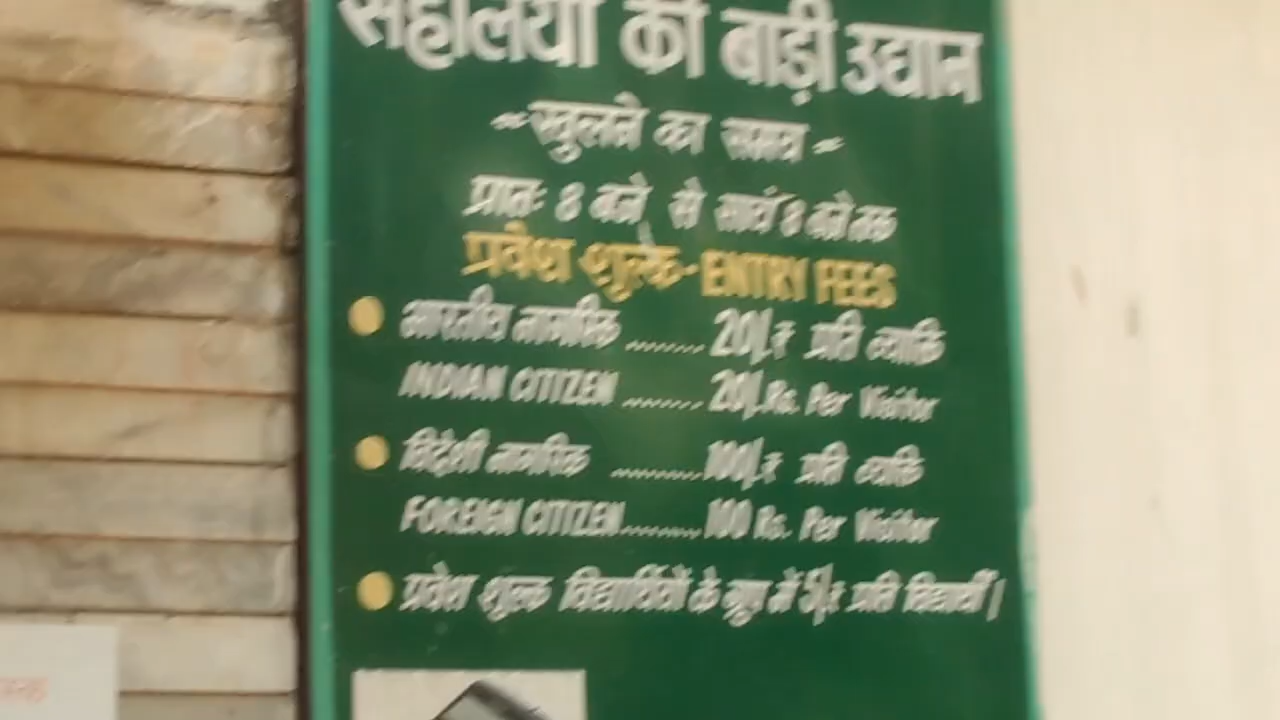 सहेलियों की बाड़ी उद्यान
खुलने का समय
प्रातः 8 बजे से सायं 8 बजे तक
प्रवेश शुल्क-ENTRY FEES
भारतीय नागरिक ....... 20/.₹ प्रति व्यक्ति
INDIAN CITIZEN ....... 20/.Rs. Per Visitor
विदेशी नागरिक ........100/.₹ प्रति व्यक्ति
FOREIGN CITIZEN.......100 Rs. Per Visitor
प्रवेश शुल्क विद्यार्थियों के ग्रुप में 5/₹ प्रति विद्यार्थी।